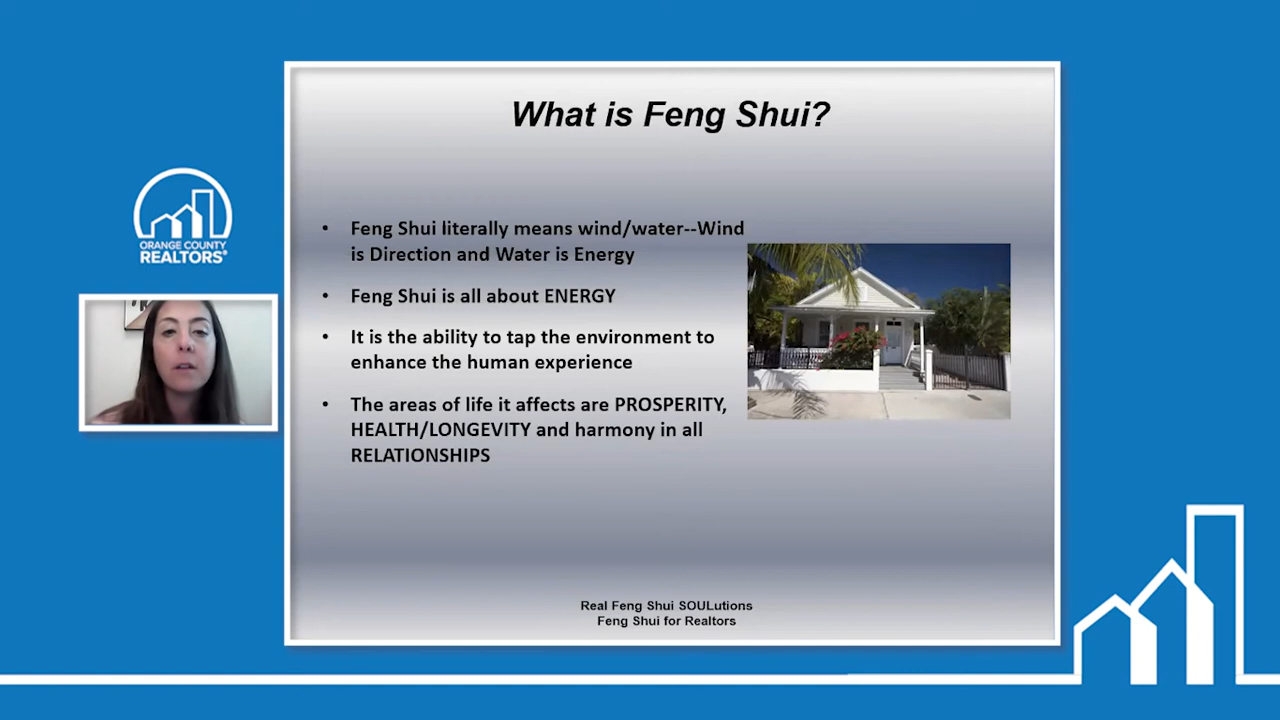 What is Feng Shui?
ORANGE COUNTY
REALTORS®
• Feng Shui literally means wind/water--Wind
is Direction and Water is Energy
• Feng Shui is all about ENERGY
• It is the ability to tap the environment to
enhance the human experience
• The areas of life it affects are PROSPERITY,
HEALTH/LONGEVITY and harmony in all
RELATIONSHIPS
Real Feng Shui SOULutions
Feng Shui for Realtors